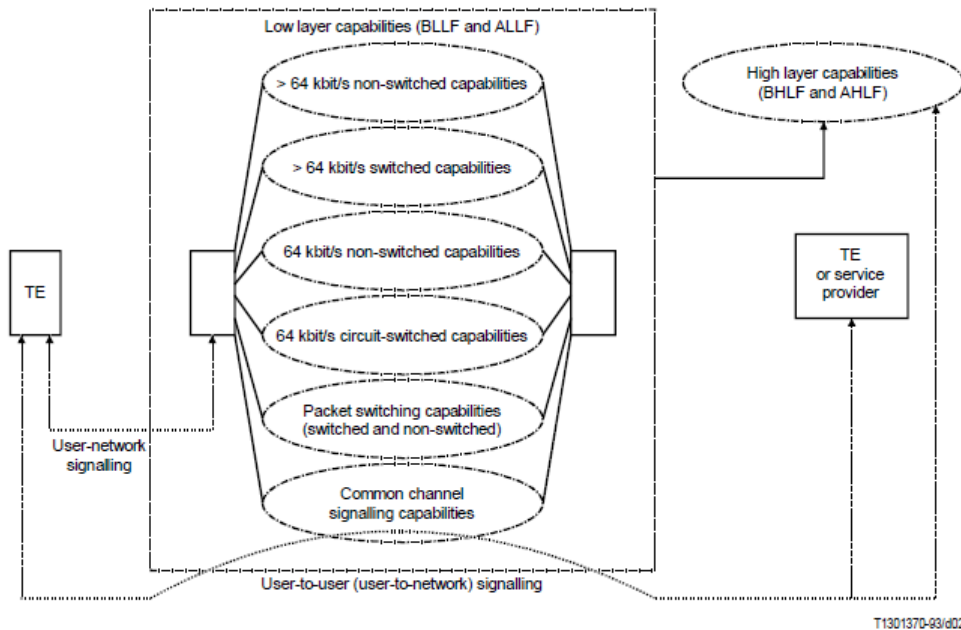 Low layer capabilities (BLLF and ALLF)
> 64 kbit/s non-switched capabilities
High layer capabilities
(BHLF and AHLF)
> 64 kbit/s switched capabilities
64 kbit/s non-switched capabilities
TE
TE
or service
provider
64 kbit/s circuit-switched capabilities
Packet switching capabilities
(switched and non-switched)
User-network
signalling
Common channel
signalling capabilities
User-to-user (user-to-network) signalling
T1301370-93/d02